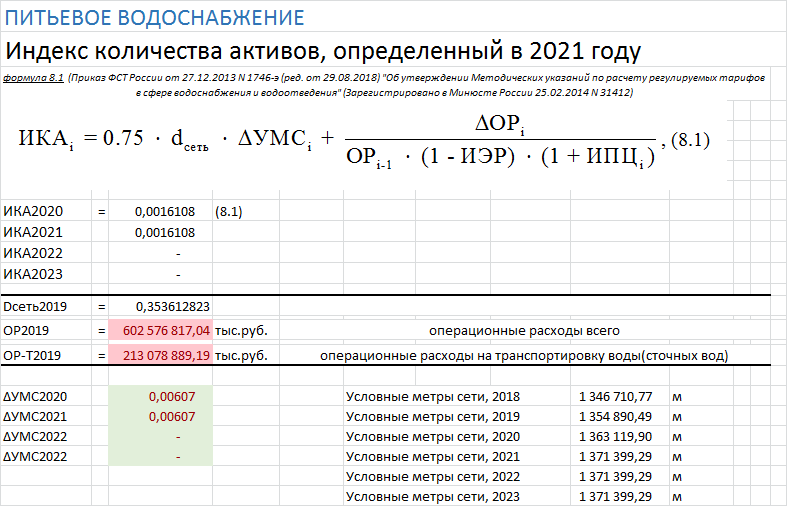 ПИТЬЕВОЕ ВОДОСНАБЖЕНИЕ
Индекс количества активов, определенный в 2021 году
формула 8.1 (Приказ ФСТ России от 27.12.2013 N 1746-э (ред. от 29.08.2018) "Об утверждении Методических указаний по расчету регулируемых тарифов
в сфере водоснабжения и водоотведения" (Зарегистрировано в Минюсте России 25.02.2014 N 31412)
ИКАi = 0.75 · dсеть · ΔУМСi + ΔОРi / ОРi-1 · (1 - ИЭР) · (1 + ИПЦi) , (8.1)
ИКА2020 = 0,0016108 (8.1)
ИКА2021 0,0016108
ИКА2022 -
ИКА2023 -
Dсеть2019 = 0,353612823
ОР2019 = 602 576 817,04 тыс.руб. операционные расходы всего
ОР-Т2019 = 213 078 889,19 тыс.руб. операционные расходы на транспортировку воды(сточных вод)
ΔУМС2020 0,00607 Условные метры сети, 2018 1 346 710,77 м
ΔУМС2021 0,00607 Условные метры сети, 2019 1 354 890,49 м
ΔУМС2022 - Условные метры сети, 2020 1 363 119,90 м
ΔУМС2022 - Условные метры сети, 2021 1 371 399,29 м
Условные метры сети, 2022 1 371 399,29 м
Условные метры сети, 2023 1 371 399,29 м